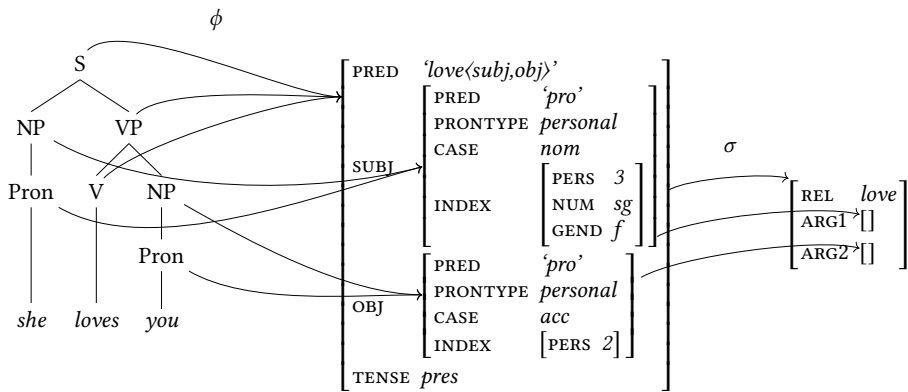 ϕ
S
NP VP
Pron V NP
Pron
she loves you
PRED ‘love⟨subj,obj⟩’
SUBJ
PRED ‘pro’
PRONTYPE personal
CASE nom
INDEX
PERS 3
NUM sg
GEND f
OBJ
PRED ‘pro’
PRONTYPE personal
CASE acc
INDEX [PERS 2]
TENSE pres
σ
REL love
ARG1 []
ARG2 []